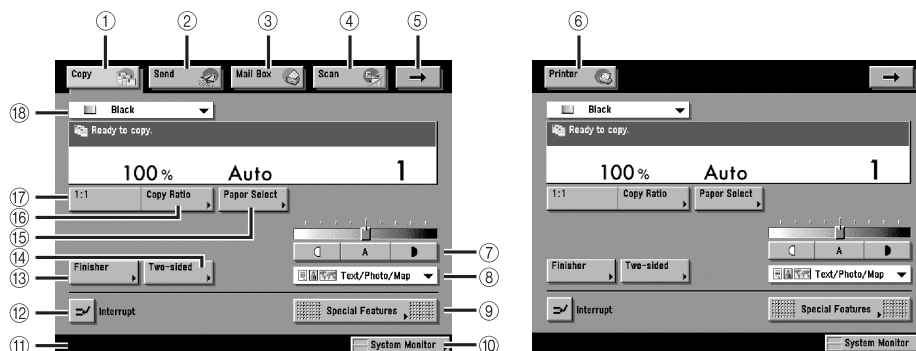 ① ② ③ ④ ⑤ ⑥
Copy Send Mail Box Scan → Printer →
⑱ Black Black
Ready to copy. Ready to copy.
100 % Auto 1 100 % Auto 1
⑰ 1:1 Copy Ratio Paper Select 1:1 Copy Ratio Paper Select
⑯
⑮
A ⑦ A
⑭
⑬ Finisher Two-sided Text/Photo/Map ⑧ Finisher Two-sided Text/Photo/Map
⑫ Interrupt Special Features ⑨ Interrupt Special Features
⑪ System Monitor ⑩ System Monitor